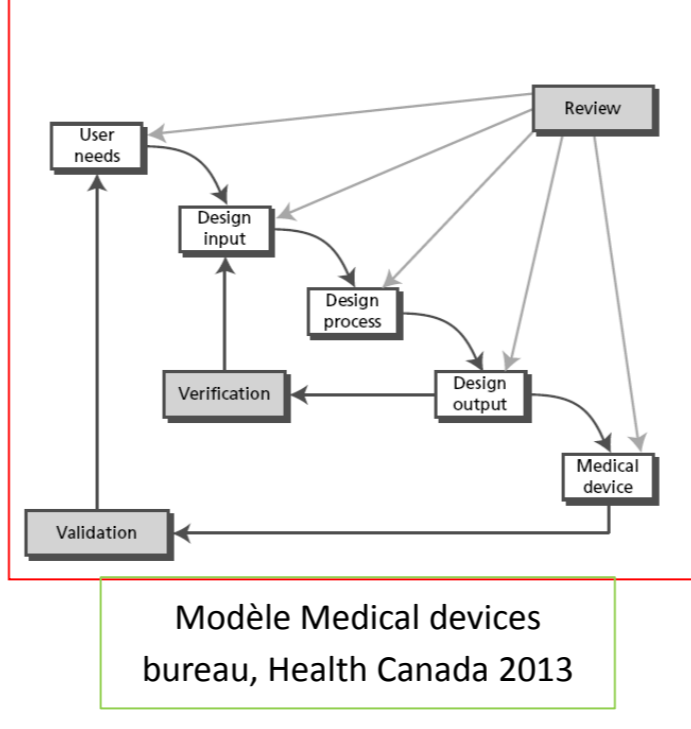 Review
User
needs
Design
input
Design
process
Verification
Design
output
Medical
device
Validation
Modèle Medical devices
bureau, Health Canada 2013